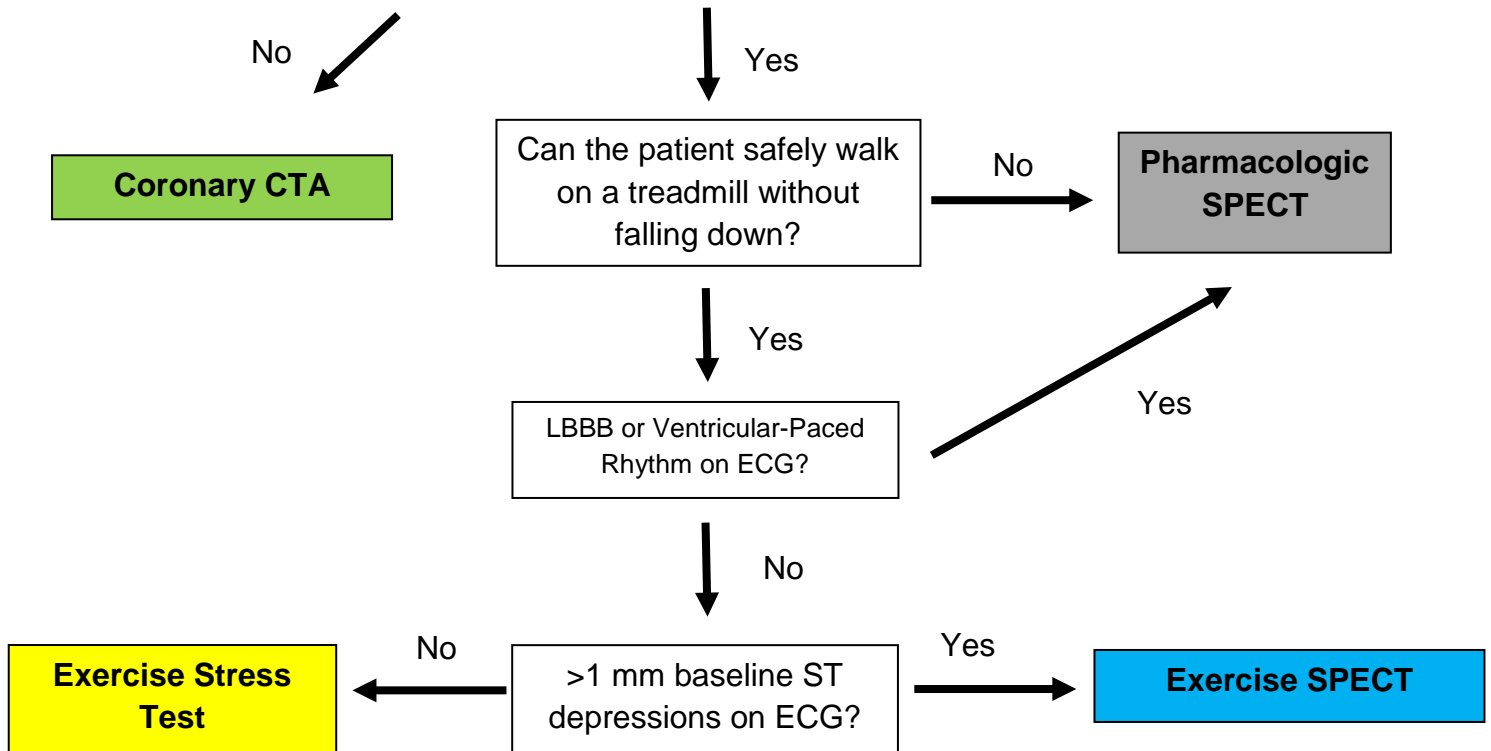 No
Yes
Coronary CTA
Can the patient safely walk
on a treadmill without
falling down?
No
Pharmacologic
SPECT
Yes
Yes
LBBB or Ventricular-Paced
Rhythm on ECG?
No
Exercise Stress
Test
No
>1 mm baseline ST
depressions on ECG?
Yes
Exercise SPECT